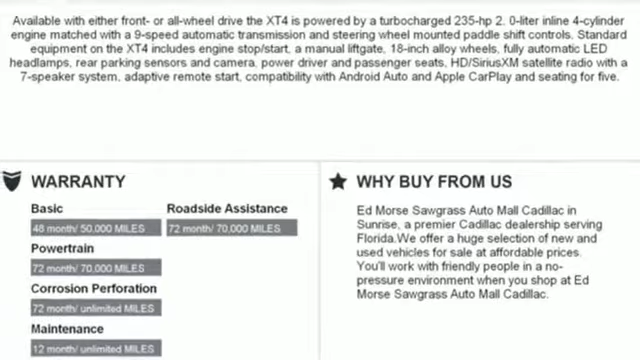 Available with either front- or all-wheel drive the XT4 is powered by a turbocharged 235-hp 2. 0-liter inline 4-cylinder
engine matched with a 9-speed automatic transmission and steering wheel mounted paddle shift controls. Standard
equipment on the XT4 includes engine stop/start, a manual liftgate, 18-inch alloy wheels, fully automatic LED
headlamps, rear parking sensors and camera, power driver and passenger seats, HD/SiriusXM satellite radio with a
7-speaker system, adaptive remote start, compatibility with Android Auto and Apple CarPlay and seating for five.
WARRANTY
Basic
48 month/ 50,000 MILES
Roadside Assistance
72 month/ 70,000 MILES
Powertrain
72 month/ 70,000 MILES
Corrosion Perforation
72 month/ unlimited MILES
Maintenance
12 month/ unlimited MILES
WHY BUY FROM US
Ed Morse Sawgrass Auto Mall Cadillac in
Sunrise, a premier Cadillac dealership serving
Florida.We offer a huge selection of new and
used vehicles for sale at affordable prices.
You'll work with friendly people in a no-
pressure environment when you shop at Ed
Morse Sawgrass Auto Mall Cadillac.